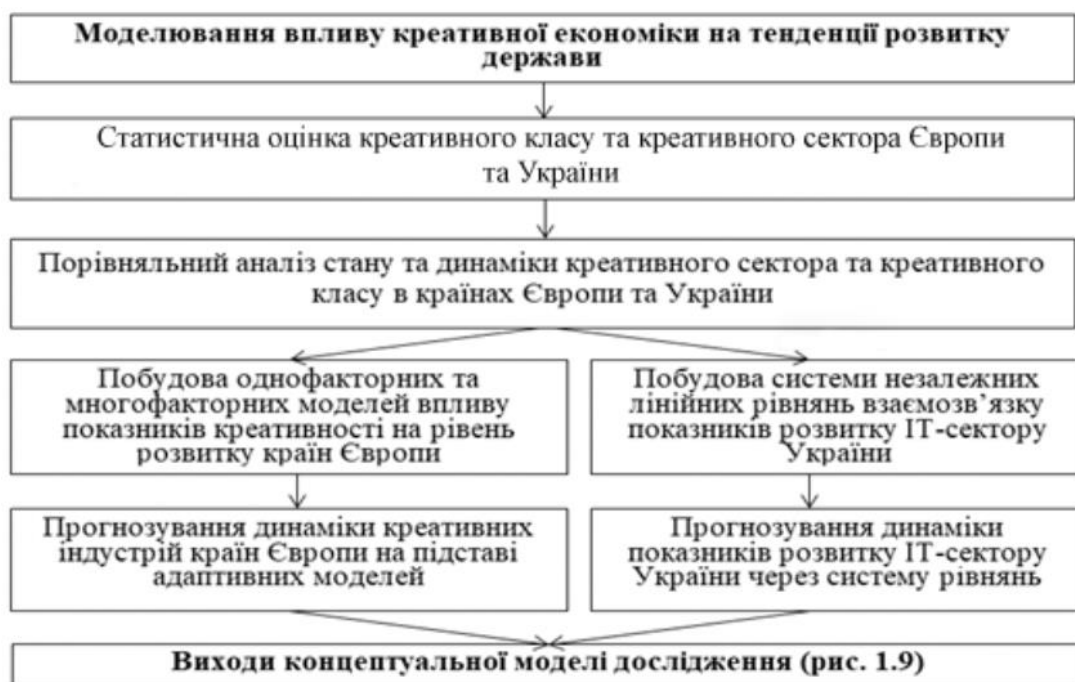 Моделювання впливу креативної економіки на тенденції розвитку
держави
Статистична оцінка креативного класу та креативного сектора Європи
та України
Порівняльний аналіз стану та динаміки креативного сектора та креативного
класу в країнах Європи та України
Побудова однофакторних та
многофакторних моделей впливу
показників креативності на рівень
розвитку країн Європи
Побудова системи незалежних
лінійних рівнянь взаємозв’язку
показників розвитку ІТ-сектору
України
Прогнозування динаміки креативних
індустрій країн Європи на підставі
адаптивних моделей
Прогнозування динаміки
показників розвитку ІТ-сектору
України через систему рівнянь
Виходи концептуальної моделі дослідження (рис. 1.9)